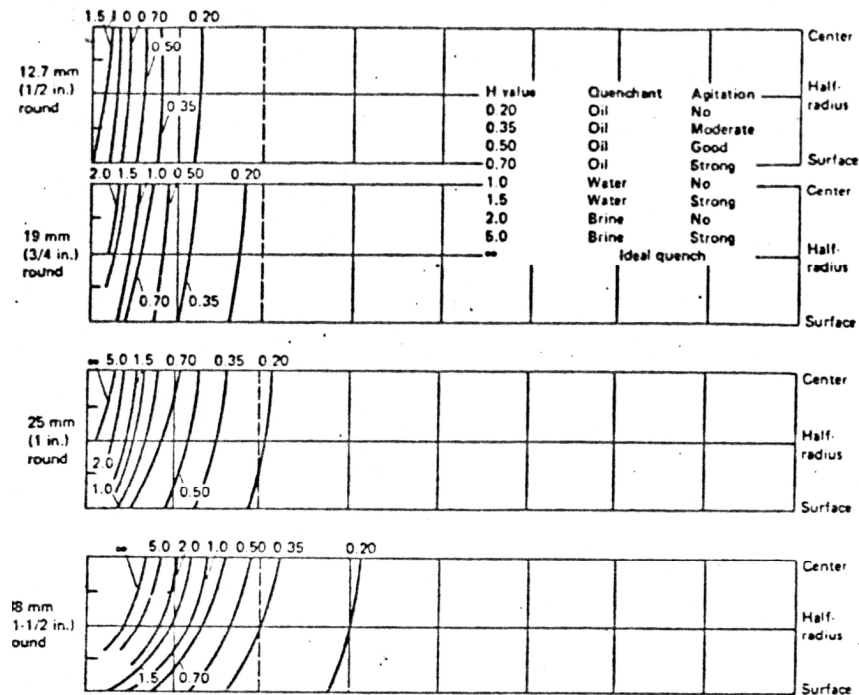 1.5 1.0 0.70 0.20
0.50
0.35
12.7 mm
(1/2 in.)
round
Center
Half-
radius
Surface
H value Quenchant Agitation
0.20 Oil No
0.35 Oil Moderate
0.50 Oil Good
0.70 Oil Strong
1.0 Water No
1.5 Water Strong
2.0 Brine No
5.0 Brine Strong
∞ Ideal quench
2.0 1.5 1.0 0.50 0.20
0.70 0.35
19 mm
(3/4 in.)
round
Center
Half-
radius
Surface
∞ 5.0 1.5 0.70 0.35 0.20
2.0
1.0
0.50
25 mm
(1 in.)
round
Center
Half-
radius
Surface
∞ 5.0 2.0 1.0 0.50 0.35 0.20
1.5 0.70
38 mm
1-1/2 in.)
ound
Center
Half-
radius
Surface